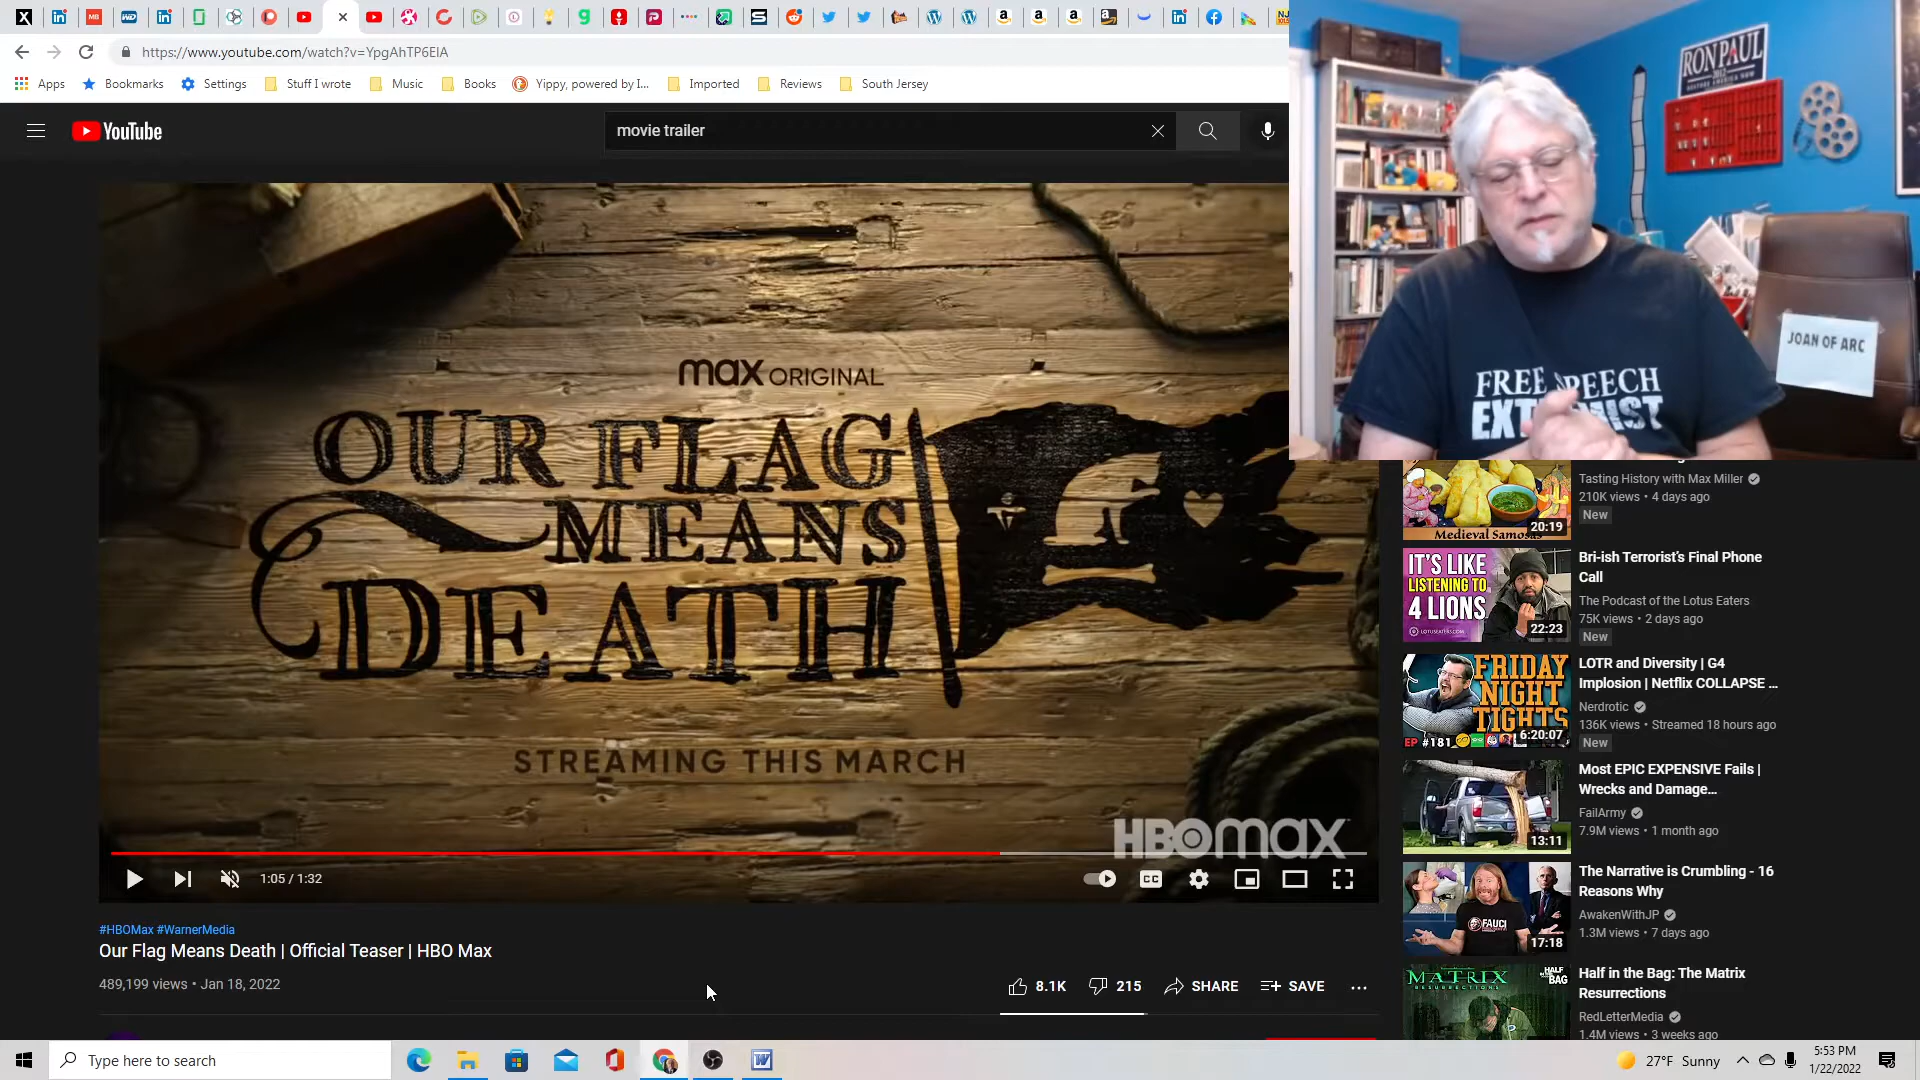 https://www.youtube.com/watch?v=YpgAhTP6EIA
Apps
Bookmarks
Settings
Stuff I wrote
Music
Books
Yippy, powered by I...
Imported
Reviews
South Jersey
YouTube
movie trailer
max ORIGINAL
OUR FLAG
MEANS
DEATH
STREAMING THIS MARCH
HBOmax
1:05 / 1:32
CC
#HBOMax #WarnerMedia
Our Flag Means Death | Official Teaser | HBO Max
489,199 views • Jan 18, 2022
8.1K
215
SHARE
SAVE
RON PAUL
2012
JOAN OF ARC
FREE SPEECH
Medieval Samosas
20:19
Tasting History with Max Miller
210K views • 4 days ago
New
IT'S LIKE
LISTENING TO
4 LIONS
22:23
Bri-ish Terrorist's Final Phone
Call
The Podcast of the Lotus Eaters
75K views • 2 days ago
New
FRIDAY
NIGHT
TIGHTS
EP #181
6:20:07
LOTR and Diversity | G4
Implosion | Netflix COLLAPSE ...
Nerdrotic
136K views • Streamed 18 hours ago
New
13:11
Most EPIC EXPENSIVE Fails |
Wrecks and Damage...
FailArmy
7.9M views • 1 month ago
FAUCI
17:18
The Narrative is Crumbling - 16
Reasons Why
AwakenWithJP
1.3M views • 7 days ago
MATRIX
RESURRECTIONS
HALF
IN THE
BAG
Half in the Bag: The Matrix
Resurrections
RedLetterMedia
1.4M views • 3 weeks ago
Type here to search
27°F Sunny
5:53 PM
1/22/2022